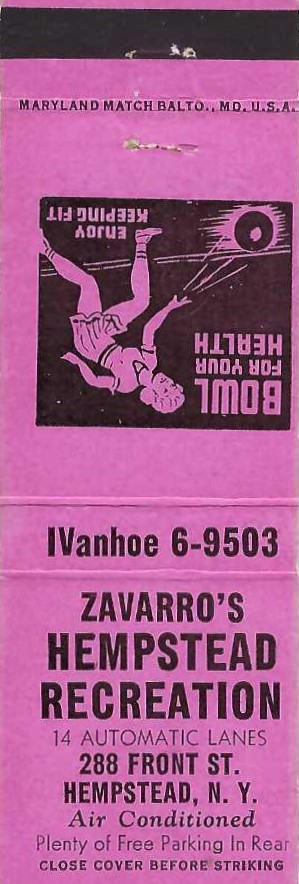 MARYLAND MATCH BALTO., MD. U.S.A.
BOWL
FOR YOUR
HEALTH
ENJOY
KEEPING FIT
IVanhoe 6-9503
ZAVARRO'S
HEMPSTEAD
RECREATION
14 AUTOMATIC LANES
288 FRONT ST.
HEMPSTEAD, N. Y.
Air Conditioned
Plenty of Free Parking In Rear
CLOSE COVER BEFORE STRIKING